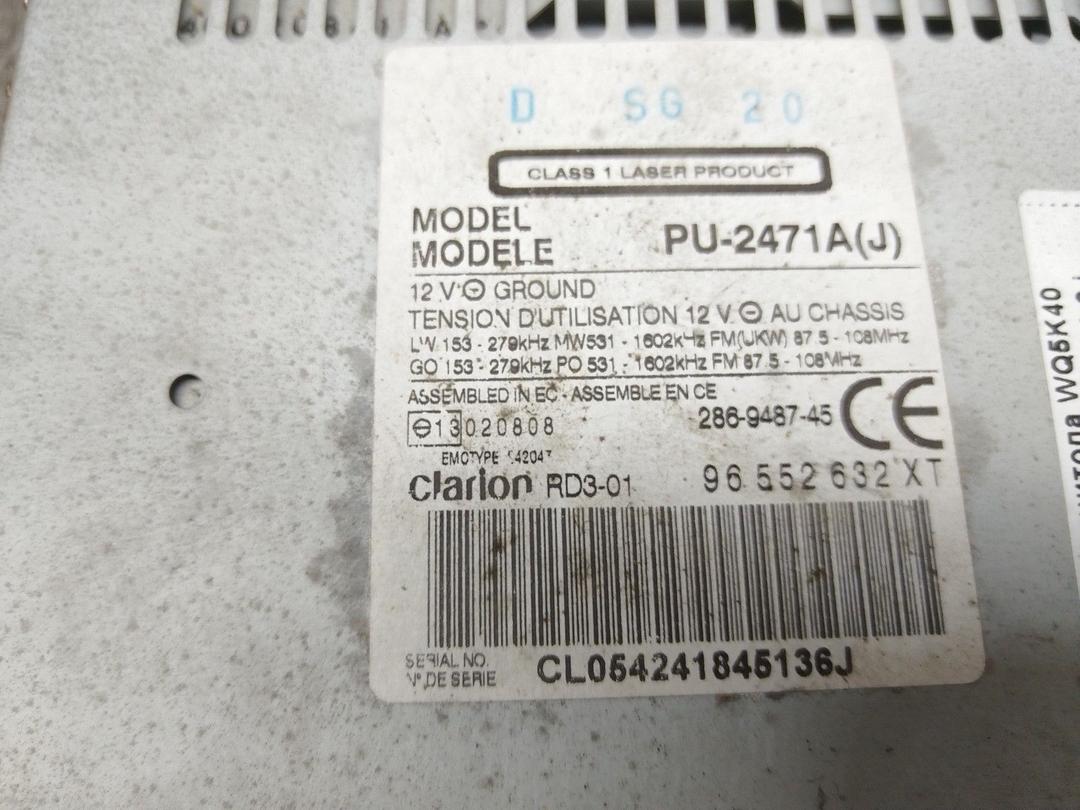 D SG 20
CLASS 1 LASER PRODUCT
MODEL
MODELE PU-2471A(J)
12 V ⊖ GROUND
TENSION D'UTILISATION 12 V ⊖ AU CHASSIS
LW 153 - 279kHz MW531 - 1602kHz FM(UKW) 87.5 - 108MHz
GO 153 - 279kHz PO 531 - 1602kHz FM 87.5 - 108MHz
ASSEMBLED IN EC - ASSEMBLE EN CE
286-9487-45 CE
⊖13 020808
EMCTYPE
clarion RD3-01 96 552 632 XT
SERIAL NO.
N° DE SERIE CL054241845136J
WQ5K40